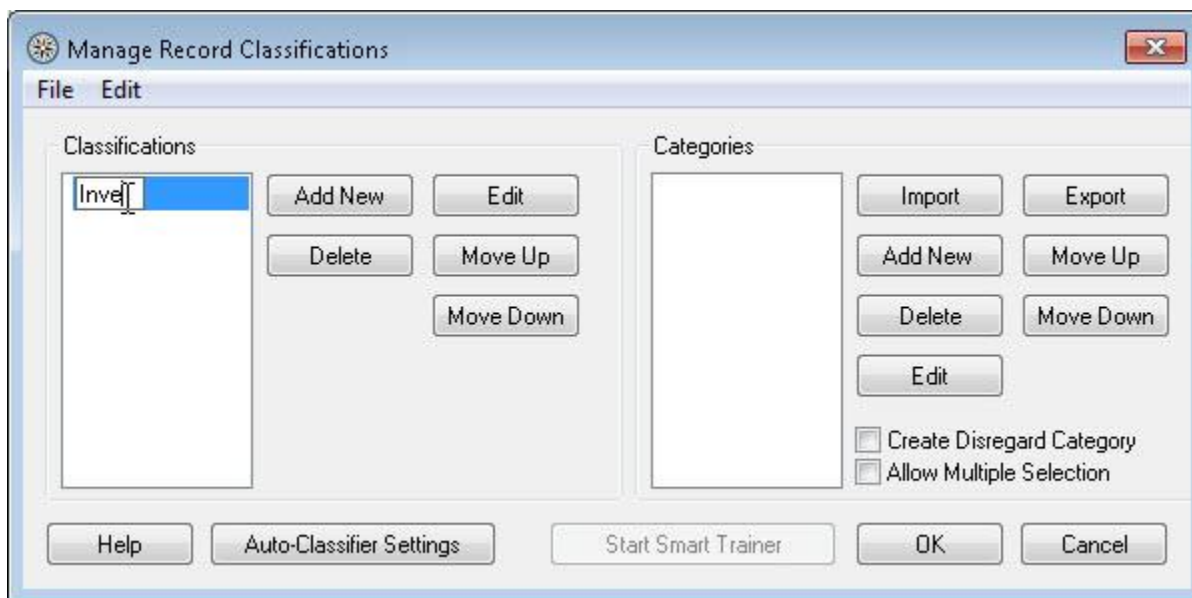 Manage Record Classifications
File Edit
Classifications
Categories
Inve
Add New Edit
Import Export
Delete Move Up
Add New Move Up
Move Down
Delete Move Down
Edit
Create Disregard Category
Allow Multiple Selection
Help Auto-Classifier Settings Start Smart Trainer OK Cancel